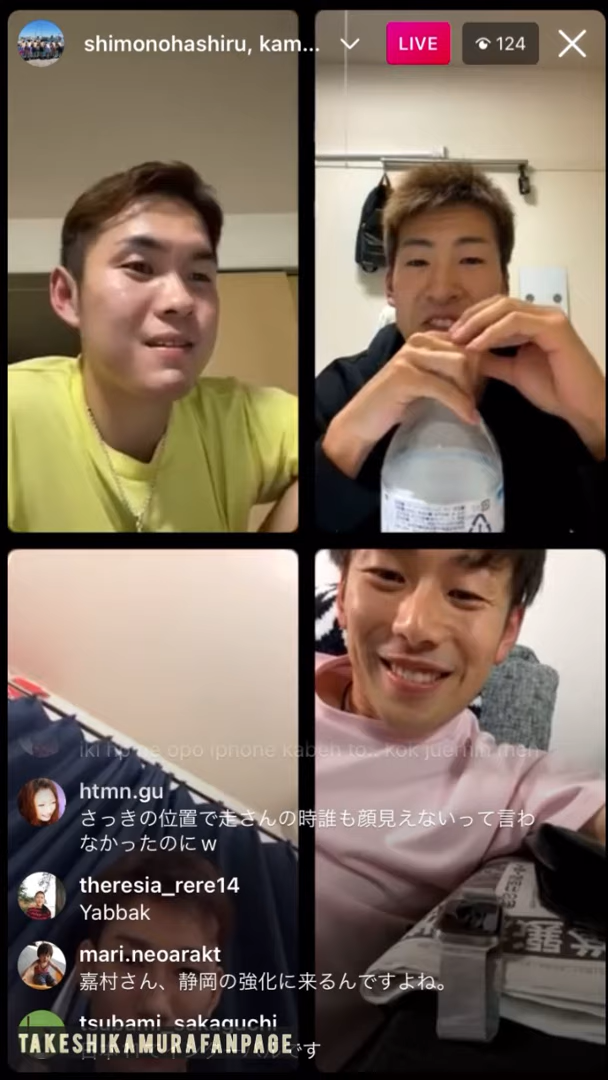 shimonohashiru, kam...
LIVE
124
htmn.gu
さっきの位置で走さんの時誰も顔見えないって言わ
なかったのにｗ
theresia_rere14
Yabbak
mari.neoarakt
嘉村さん、静岡の強化に来るんですよね。
tsubami_sakaguchi
TAKESHIKAMURAFANPAGE
です